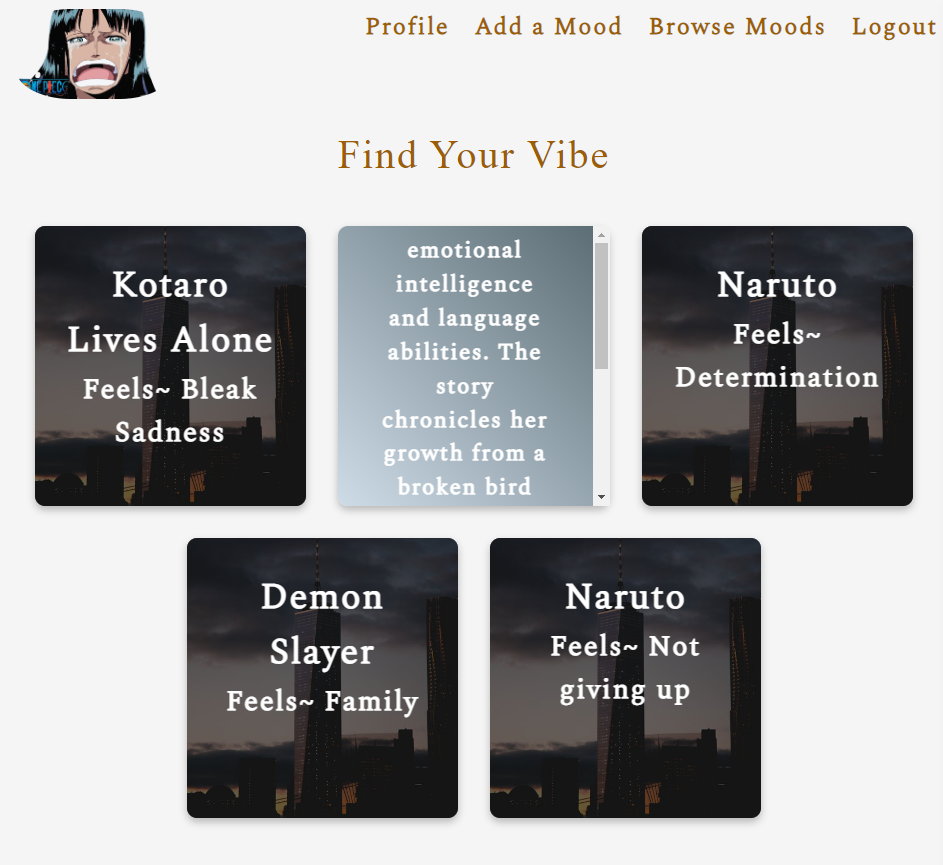 Profile Add a Mood Browse Moods Logout
ONE PIECE
Find Your Vibe
Kotaro
Lives Alone
Feels~ Bleak
Sadness
emotional
intelligence
and language
abilities. The
story
chronicles her
growth from a
broken bird
Naruto
Feels~
Determination
Demon
Slayer
Feels~ Family
Naruto
Feels~ Not
giving up